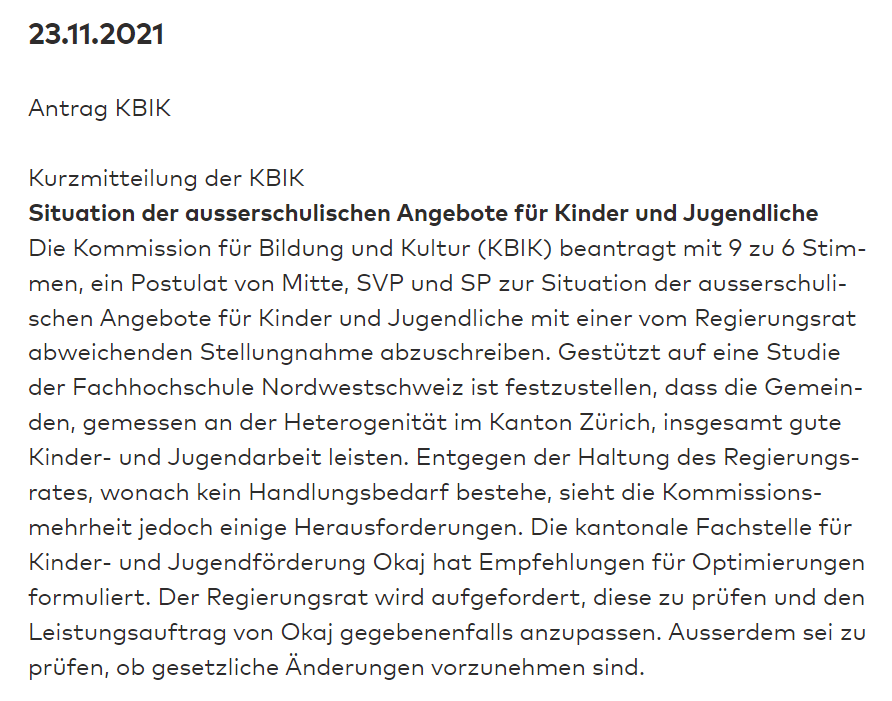 23.11.2021
Antrag KBIK
Kurzmitteilung der KBIK
Situation der ausserschulischen Angebote für Kinder und Jugendliche
Die Kommission für Bildung und Kultur (KBIK) beantragt mit 9 zu 6 Stim-
men, ein Postulat von Mitte, SVP und SP zur Situation der ausserschuli-
schen Angebote für Kinder und Jugendliche mit einer vom Regierungsrat
abweichenden Stellungnahme abzuschreiben. Gestützt auf eine Studie
der Fachhochschule Nordwestschweiz ist festzustellen, dass die Gemein-
den, gemessen an der Heterogenität im Kanton Zürich, insgesamt gute
Kinder- und Jugendarbeit leisten. Entgegen der Haltung des Regierungs-
rates, wonach kein Handlungsbedarf bestehe, sieht die Kommissions-
mehrheit jedoch einige Herausforderungen. Die kantonale Fachstelle für
Kinder- und Jugendförderung Okaj hat Empfehlungen für Optimierungen
formuliert. Der Regierungsrat wird aufgefordert, diese zu prüfen und den
Leistungsauftrag von Okaj gegebenenfalls anzupassen. Ausserdem sei zu
prüfen, ob gesetzliche Änderungen vorzunehmen sind.